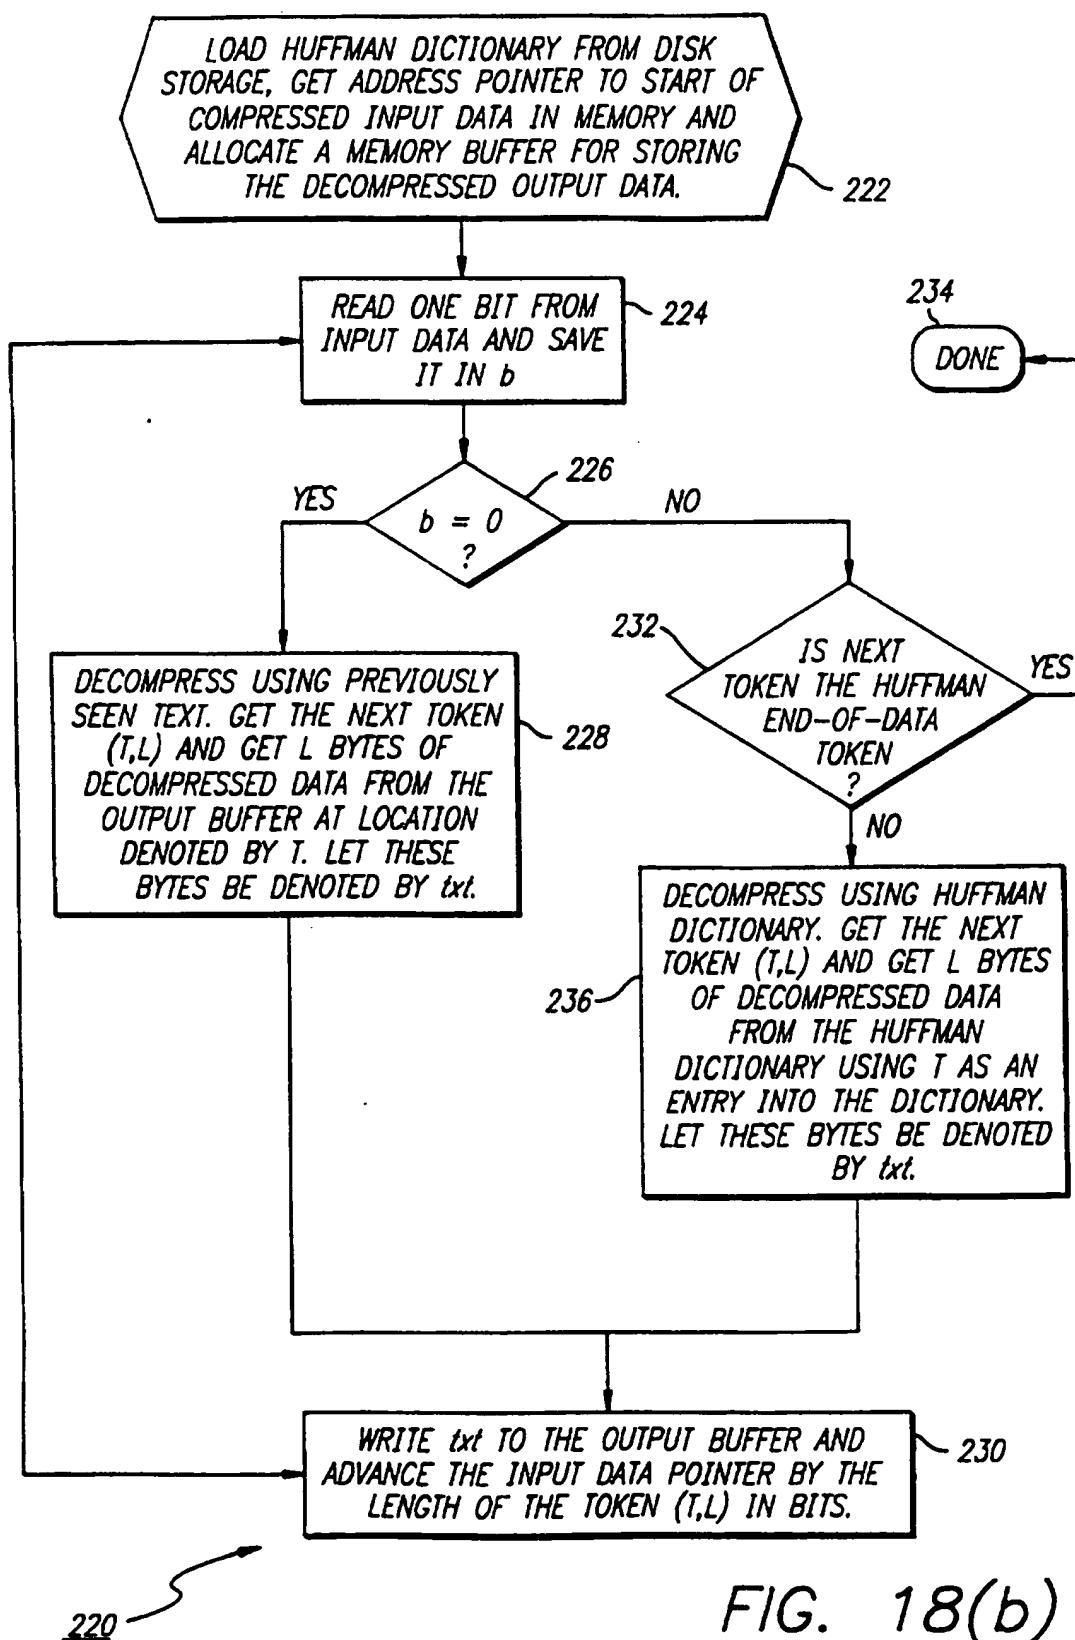 LOAD HUFFMAN DICTIONARY FROM DISK
STORAGE, GET ADDRESS POINTER TO START OF
COMPRESSED INPUT DATA IN MEMORY AND
ALLOCATE A MEMORY BUFFER FOR STORING
THE DECOMPRESSED OUTPUT DATA.
222
READ ONE BIT FROM
INPUT DATA AND SAVE
IT IN b
224
234
DONE
226
YES
b = 0
?
NO
232
IS NEXT
TOKEN THE HUFFMAN
END-OF-DATA
TOKEN
?
YES
NO
DECOMPRESS USING PREVIOUSLY
SEEN TEXT. GET THE NEXT TOKEN
(T,L) AND GET L BYTES OF
DECOMPRESSED DATA FROM THE
OUTPUT BUFFER AT LOCATION
DENOTED BY T. LET THESE
BYTES BE DENOTED BY txt.
228
DECOMPRESS USING HUFFMAN
DICTIONARY. GET THE NEXT
TOKEN (T,L) AND GET L BYTES
OF DECOMPRESSED DATA
FROM THE HUFFMAN
DICTIONARY USING T AS AN
ENTRY INTO THE DICTIONARY.
LET THESE BYTES BE DENOTED
BY txt.
236
WRITE txt TO THE OUTPUT BUFFER AND
ADVANCE THE INPUT DATA POINTER BY THE
LENGTH OF THE TOKEN (T,L) IN BITS.
230
220
FIG. 18(b)